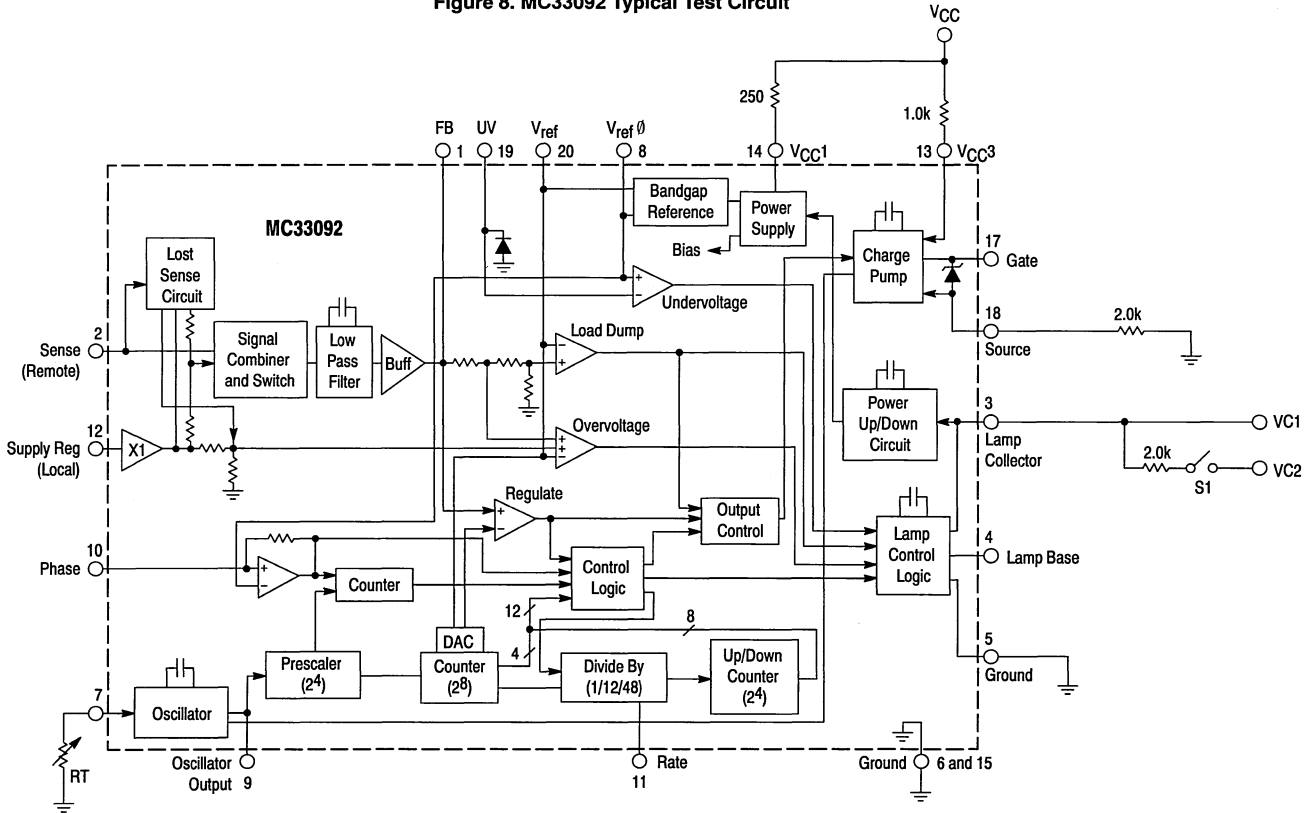 Figure 8. MC33092 Typical Test Circuit
VCC
250
1.0k
FB
UV
Vref
Vref Ø
1
19
20
8
14
VCC1
13
VCC3
MC33092
Bandgap
Reference
Power
Supply
Bias
Charge
Pump
17
Gate
Lost
Sense
Circuit
Undervoltage
18
Source
2.0k
2
Sense
(Remote)
Signal
Combiner
and Switch
Low
Pass
Filter
Buff
Load Dump
Power
Up/Down
Circuit
3
Lamp
Collector
VC1
2.0k
S1
VC2
12
Supply Reg
(Local)
X1
Overvoltage
Regulate
Output
Control
Lamp
Control
Logic
4
Lamp Base
10
Phase
Counter
Control
Logic
12
8
4
5
Ground
DAC
Prescaler
(2⁴)
Counter
(2⁸)
Divide By
(1/12/48)
Up/Down
Counter
(2⁴)
7
Oscillator
RT
Oscillator
Output
9
Rate
11
Ground
6 and 15
+
−
−
+
+
+
−
+
−
+
−